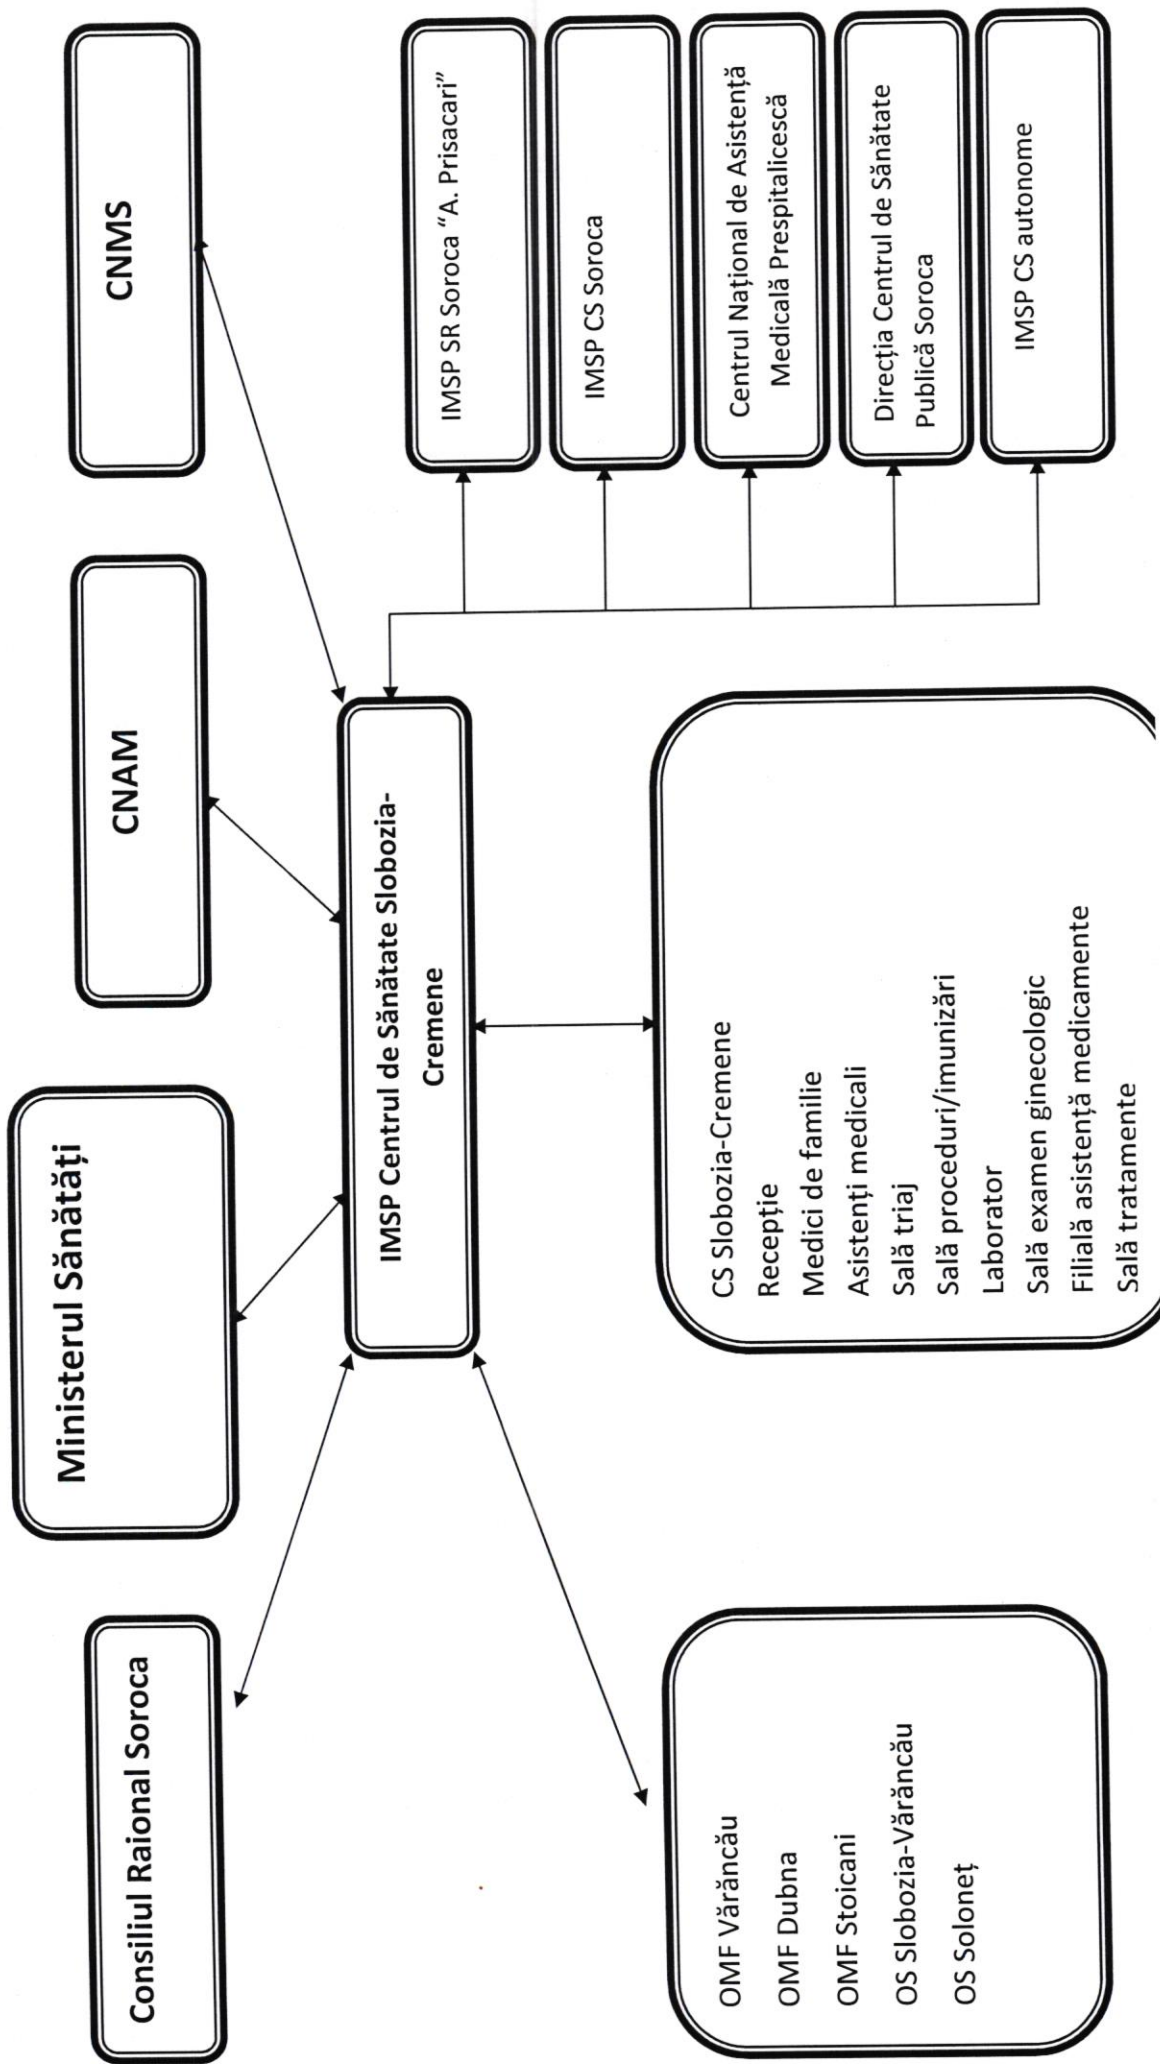 Consiliul Raional Soroca
Ministerul Sănătăți
CNAM
CNMS
IMSP Centrul de Sănătate Slobozia-
Cremene
IMSP SR Soroca “A. Prisacari”
IMSP CS Soroca
Centrul Național de Asistență
Medicală Prespitalicescă
Direcția Centrul de Sănătate
Publică Soroca
IMSP CS autonome
OMF Vărăncău
OMF Dubna
OMF Stoicani
OS Slobozia-Vărăncău
OS Soloneț
CS Slobozia-Cremene
Recepție
Medici de familie
Asistenți medicali
Sală triaj
Sală proceduri/imunizări
Laborator
Sală examen ginecologic
Filială asistență medicamente
Sală tratamente